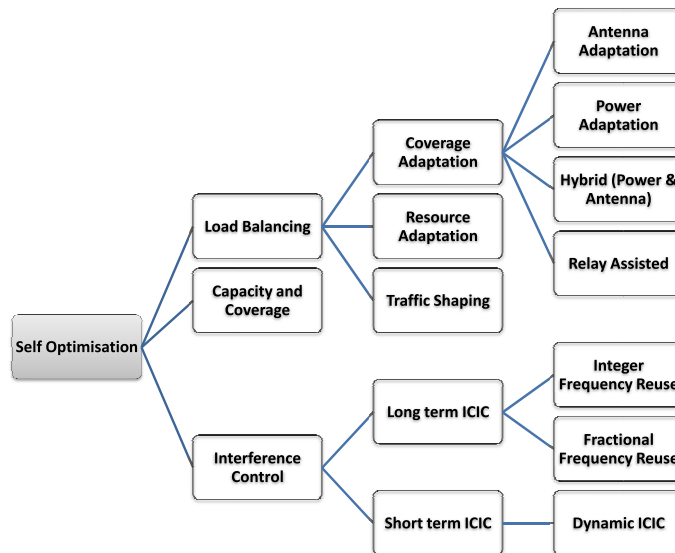 Self Optimisation
Load Balancing
Capacity and
Coverage
Interference
Control
Coverage
Adaptation
Resource
Adaptation
Traffic Shaping
Long term ICIC
Short term ICIC
Antenna
Adaptation
Power
Adaptation
Hybrid (Power &
Antenna)
Relay Assisted
Integer
Frequency Reuse
Fractional
Frequency Reuse
Dynamic ICIC